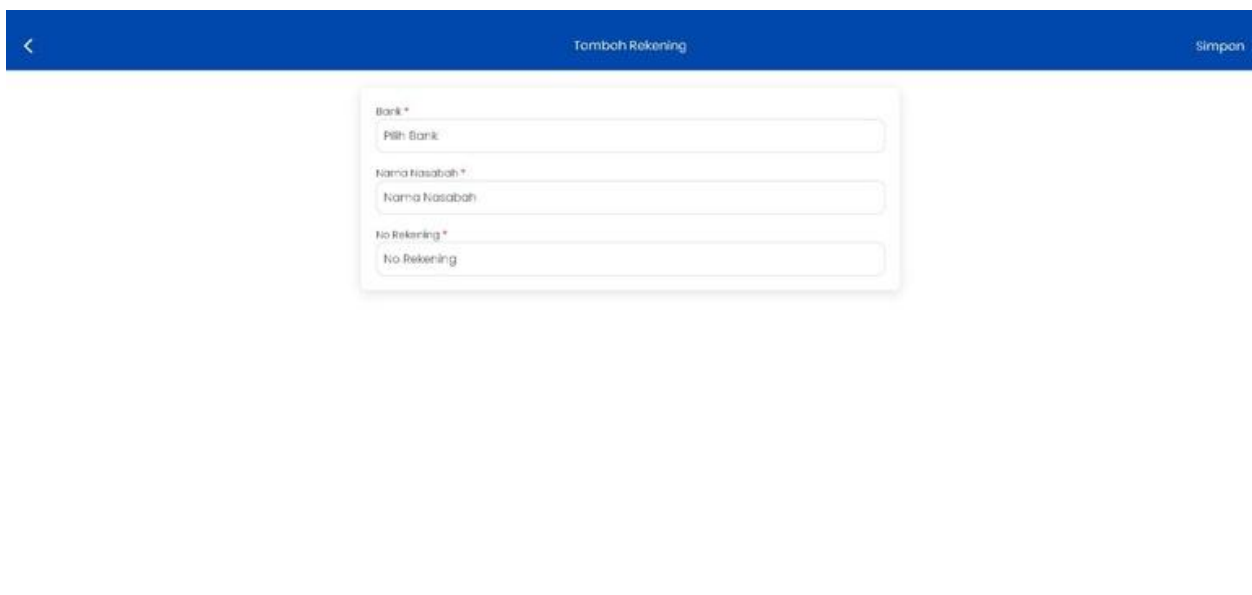 Tambah Rekening
Simpan
Bank *
Pilih Bank
Nama Nasabah *
Nama Nasabah
No Rekening *
No Rekening